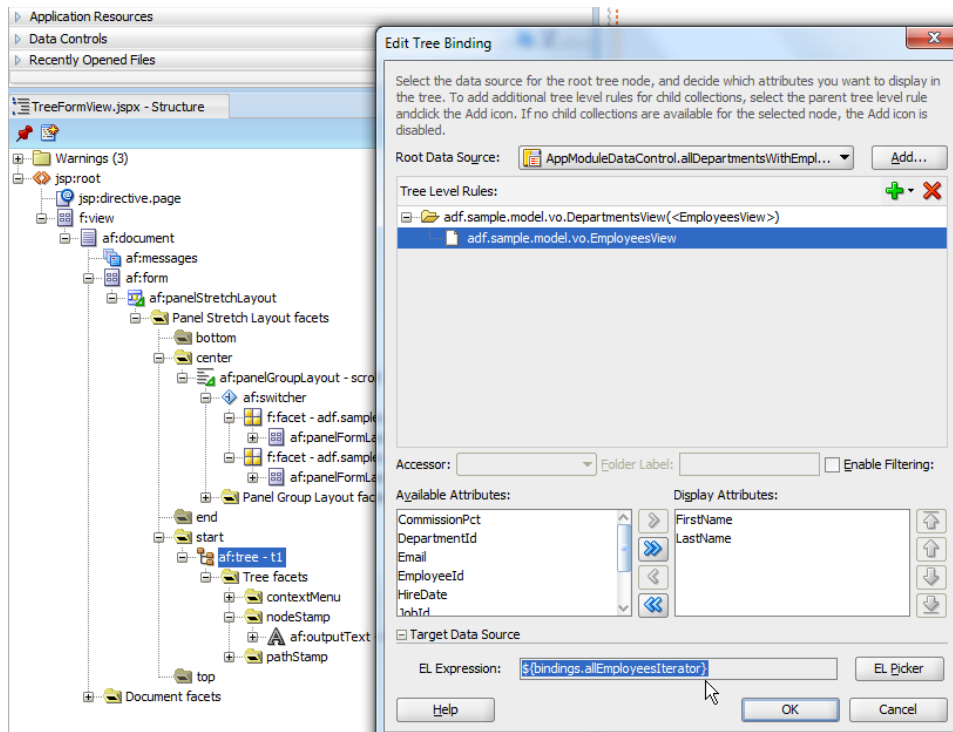 Application Resources
Data Controls
Recently Opened Files
TreeFormView.jspx - Structure
Warnings (3)
jsp:root
jsp:directive.page
f:view
af:document
af:messages
af:form
af:panelStretchLayout
Panel Stretch Layout facets
bottom
center
af:panelGroupLayout - scro
af:switcher
f:facet - adf.sample
af:panelFormLa
f:facet - adf.sample
af:panelFormLa
Panel Group Layout fac
end
start
af:tree - t1
Tree facets
contextMenu
nodeStamp
af:outputText
pathStamp
top
Document facets
Edit Tree Binding
Select the data source for the root tree node, and decide which attributes you want to display in
the tree. To add additional tree level rules for child collections, select the parent tree level rule
andclick the Add icon. If no child collections are available for the selected node, the Add icon is
disabled.
Root Data Source: AppModuleDataControl.allDepartmentsWithEmpl... Add...
Tree Level Rules:
adf.sample.model.vo.DepartmentsView(<EmployeesView>)
adf.sample.model.vo.EmployeesView
Accessor: Folder Label: Enable Filtering:
Available Attributes: Display Attributes:
CommissionPct FirstName
DepartmentId LastName
Email
EmployeeId
HireDate
JobId
Target Data Source
EL Expression: ${bindings.allEmployeesIterator} EL Picker
Help OK Cancel